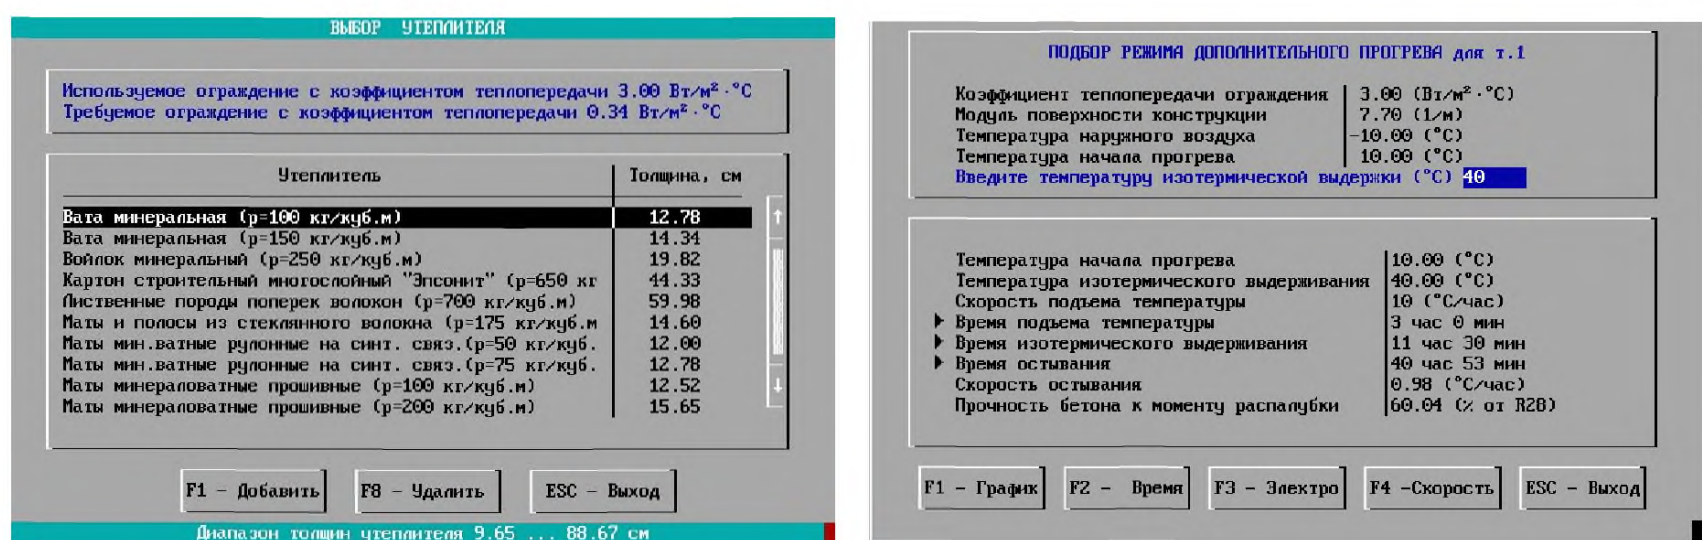 ВЫБОР УТЕПЛИТЕЛЯ
Используемое ограждение с коэффициентом теплопередачи 3.00 Вт/м²·°С
Требуемое ограждение с коэффициентом теплопередачи 0.34 Вт/м²·°С
Утеплитель Толщина, см
Вата минеральная (р=100 кг/куб.м) 12.78
Вата минеральная (р=150 кг/куб.м) 14.34
Войлок минеральный (р=250 кг/куб.м) 19.82
Картон строительный многослойный "Эпсонит" (р=650 кг 44.33
Лиственные породы поперек волокон (р=700 кг/куб.м) 59.98
Маты и полосы из стеклянного волокна (р=175 кг/куб.м 14.60
Маты мин.ватные рулонные на синт. связ.(р=50 кг/куб. 12.00
Маты мин.ватные рулонные на синт. связ.(р=75 кг/куб. 12.78
Маты минераловатные прошивные (р=100 кг/куб.м) 12.52
Маты минераловатные прошивные (р=200 кг/куб.м) 15.65
F1 - Добавить F8 - Удалить ESC - Выход
Диапазон толщин утеплителя 9.65 ... 88.67 см
ПОДБОР РЕЖИМА ДОПОЛНИТЕЛЬНОГО ПРОГРЕВА для т.1
Коэффициент теплопередачи ограждения 3.00 (Вт/м²·°С)
Модуль поверхности конструкции 7.70 (1/м)
Температура наружного воздуха -10.00 (°С)
Температура начала прогрева 10.00 (°С)
Введите температуру изотермической выдержки (°С) 40
Температура начала прогрева 10.00 (°С)
Температура изотермического выдерживания 40.00 (°С)
Скорость подъема температуры 10 (°С/час)
Время подъема температуры 3 час 0 мин
Время изотермического выдерживания 11 час 30 мин
Время остывания 40 час 53 мин
Скорость остывания 0.98 (°С/час)
Прочность бетона к моменту распалубки 60.04 (% от R28)
F1 - График F2 - Время F3 - Электро F4 -Скорость ESC - Выход